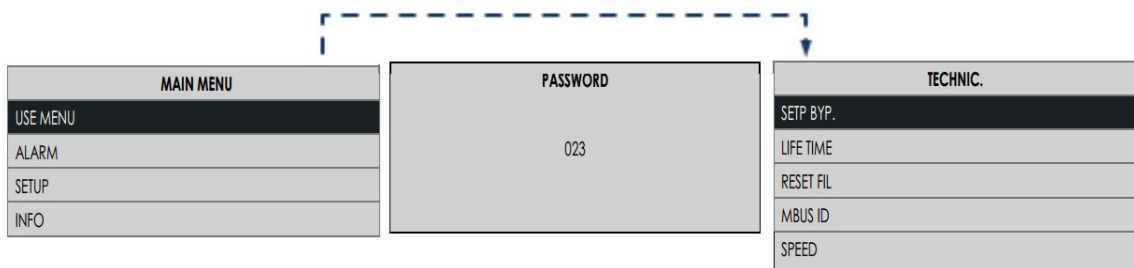 MAIN MENU
USE MENU
ALARM
SETUP
INFO
PASSWORD
023
TECHNIC.
SETP BYP.
LIFE TIME
RESET FIL
MBUS ID
SPEED